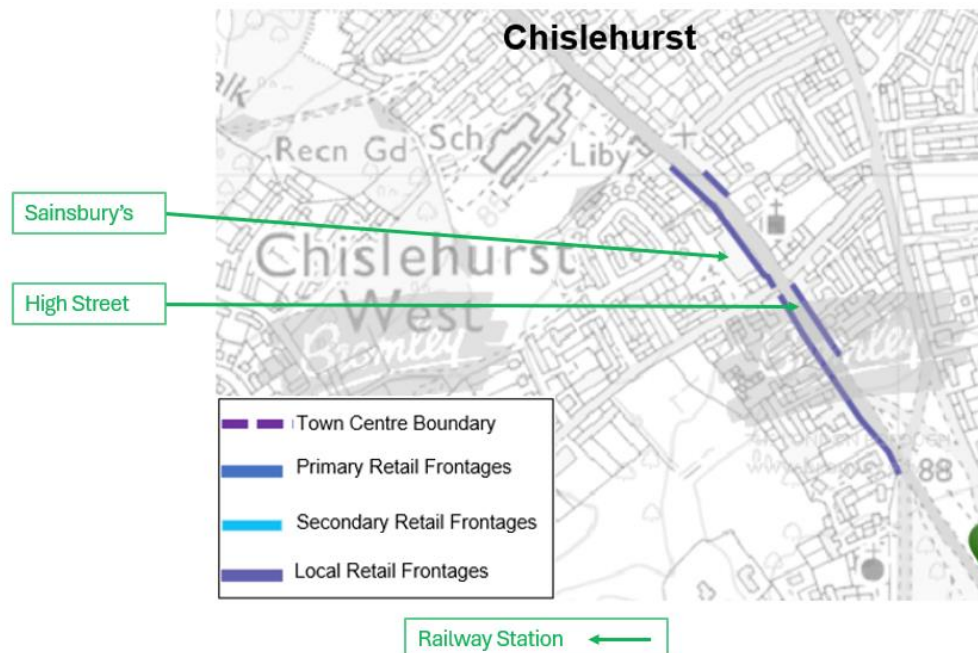 Chislehurst
Recn Gd
Sch
Liby
Sainsbury's
Chislehurst
West
High Street
Bromley
Town Centre Boundary
Primary Retail Frontages
Secondary Retail Frontages
Local Retail Frontages
88
Railway Station